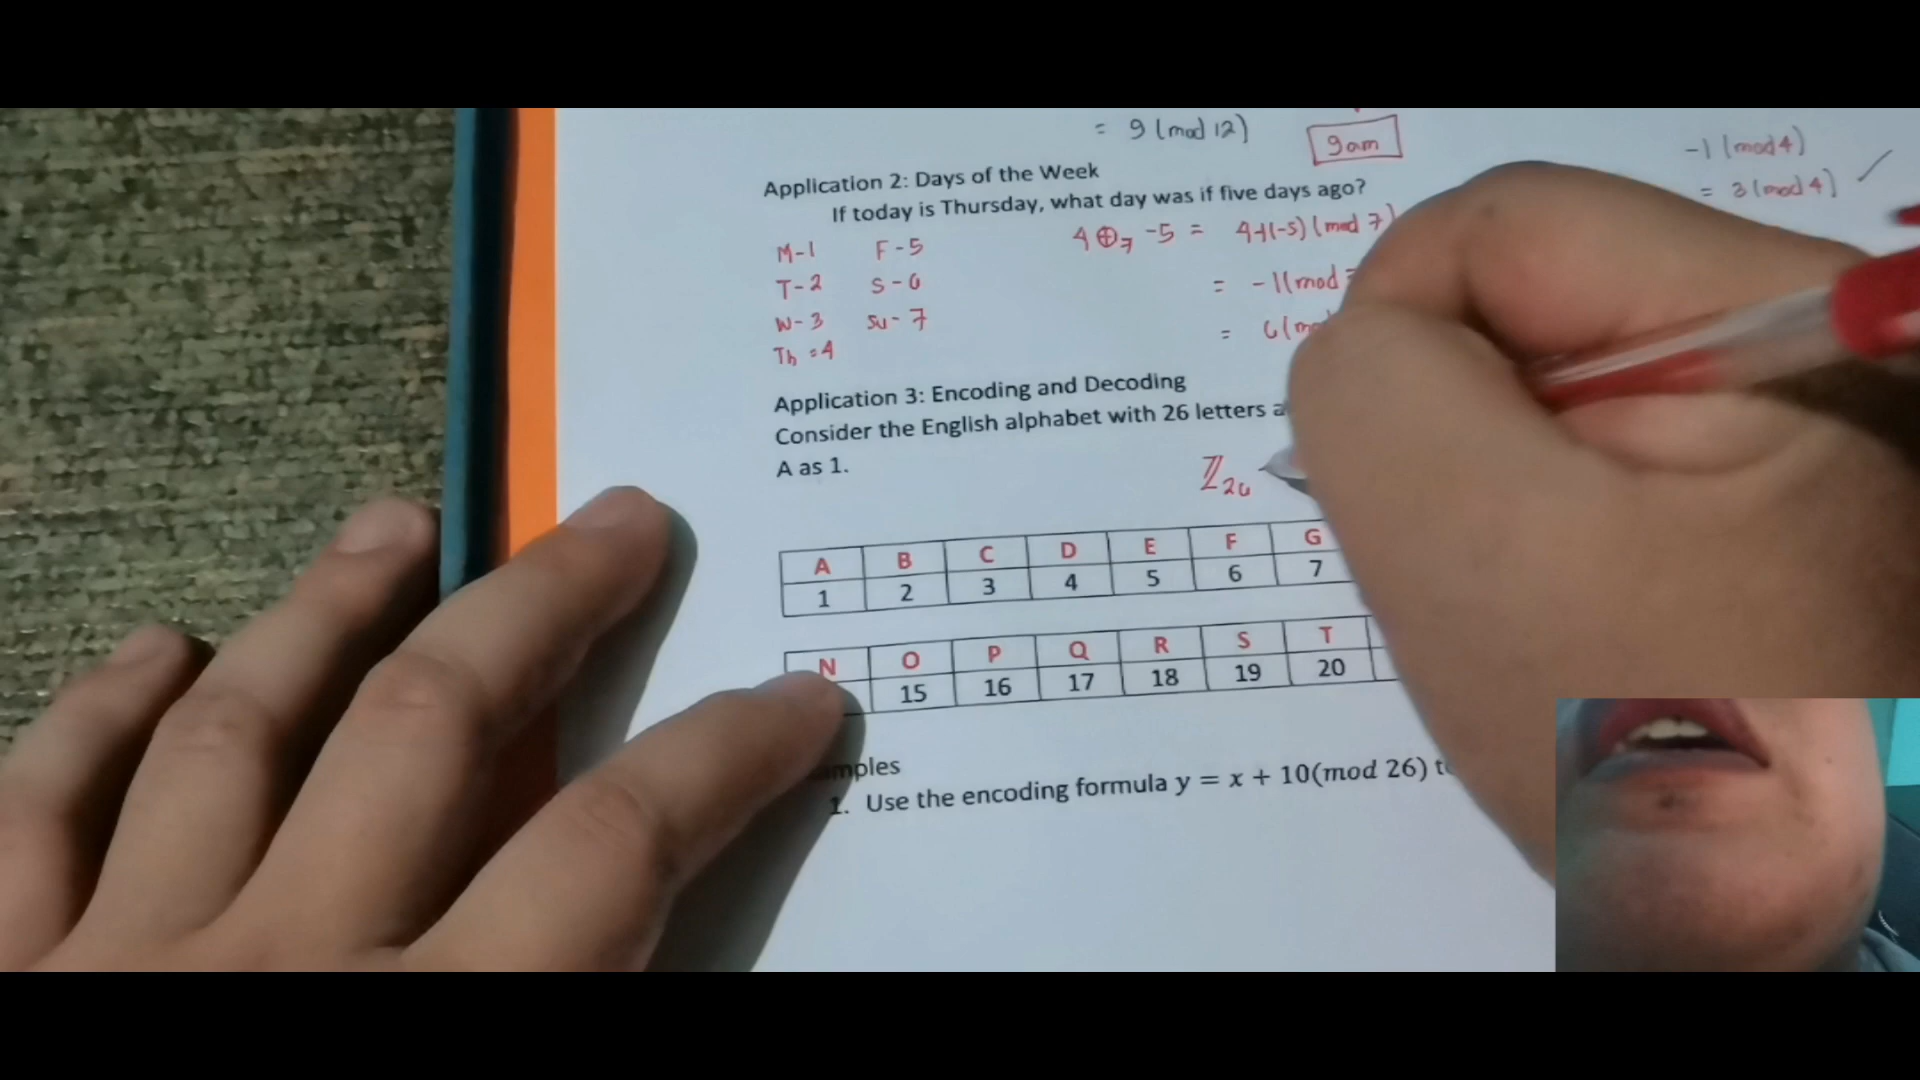 = 9 (mod 12)
9am
-1 (mod 4)
= 3 (mod 4)
Application 2: Days of the Week
If today is Thursday, what day was if five days ago?
M-1 F-5
T-2 S-6
W-3 Su-7
Th =4
4 ⊕7 -5 = 4+(-5) (mod 7)
= -1 (mod
= 6 (mod
Application 3: Encoding and Decoding
Consider the English alphabet with 26 letters
A as 1.
ℤ26
A B C D E F G
1 2 3 4 5 6 7
N O P Q R S T
15 16 17 18 19 20
1. Use the encoding formula y = x + 10(mod 26)